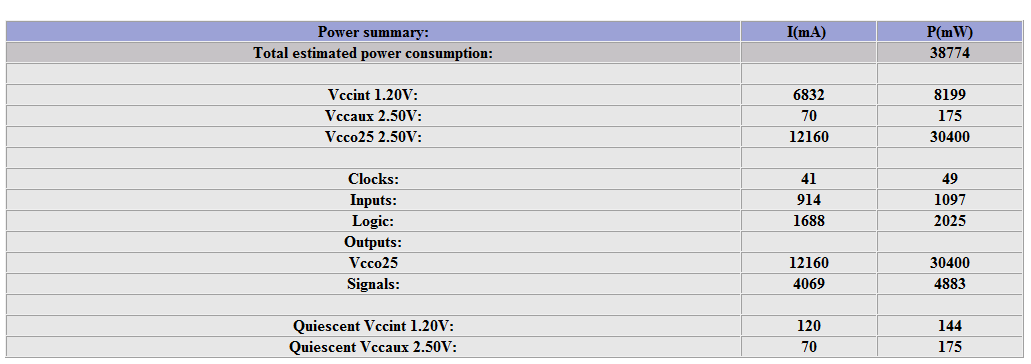 Power summary: I(mA) P(mW)
Total estimated power consumption: 38774
Vccint 1.20V: 6832 8199
Vccaux 2.50V: 70 175
Vcco25 2.50V: 12160 30400
Clocks: 41 49
Inputs: 914 1097
Logic: 1688 2025
Outputs:
Vcco25 12160 30400
Signals: 4069 4883
Quiescent Vccint 1.20V: 120 144
Quiescent Vccaux 2.50V: 70 175